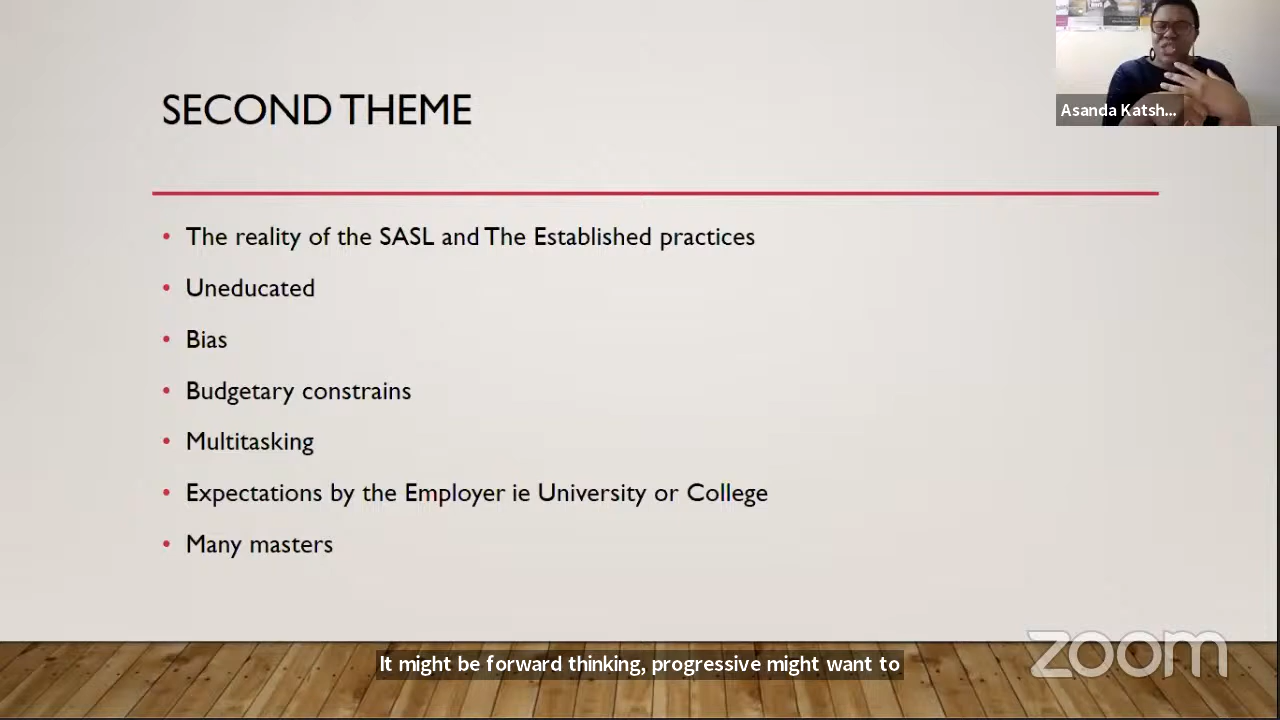 SECOND THEME
Asanda Katsh...
The reality of the SASL and The Established practices
Uneducated
Bias
Budgetary constrains
Multitasking
Expectations by the Employer ie University or College
Many masters
zoom
It might be forward thinking, progressive might want to